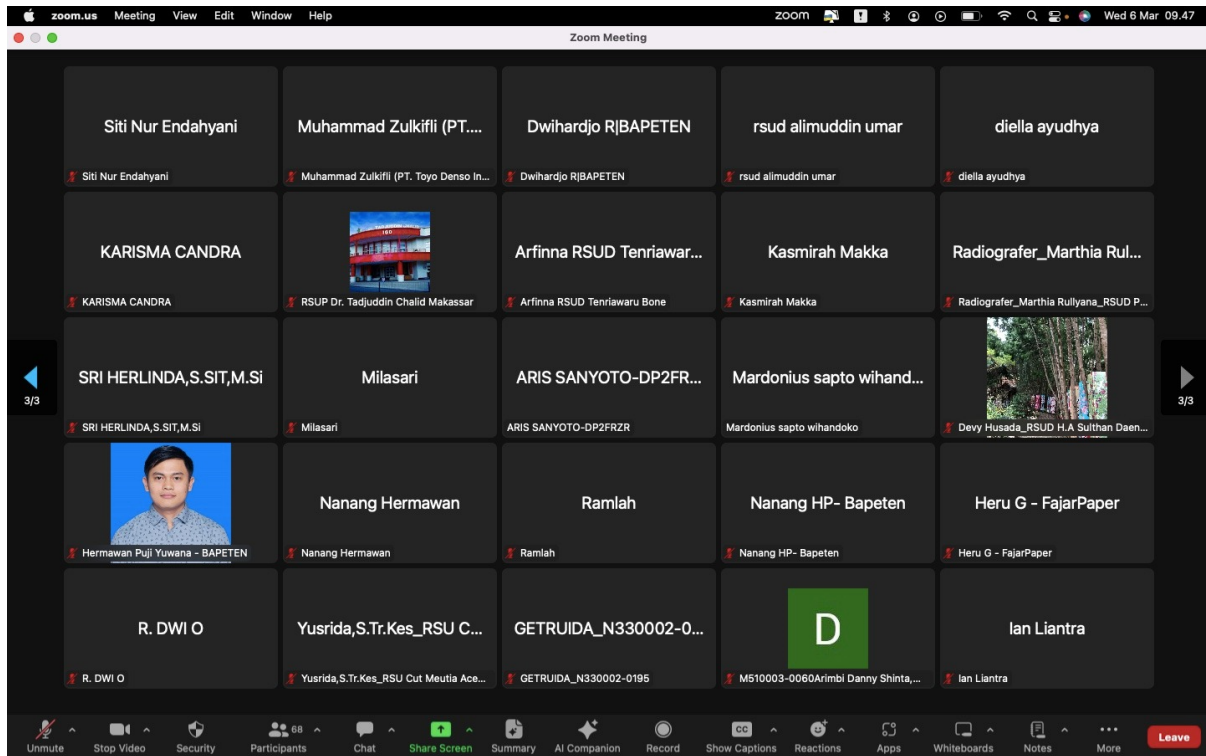 zoom.us Meeting View Edit Window Help zoom Wed 6 Mar 09.47
Zoom Meeting
Siti Nur Endahyani
Siti Nur Endahyani
Muhammad Zulkifli (PT....
Muhammad Zulkifli (PT. Toyo Denso In...
Dwihardjo R|BAPETEN
Dwihardjo R|BAPETEN
rsud alimuddin umar
rsud alimuddin umar
diella ayudhya
diella ayudhya
KARISMA CANDRA
KARISMA CANDRA
RSUP Dr. Tadjuddin Chalid Makassar
Arfinna RSUD Tenriawar...
Arfinna RSUD Tenriawaru Bone
Kasmirah Makka
Kasmirah Makka
Radiografer_Marthia Rul...
Radiografer_Marthia Rullyana_RSUD P...
3/3
SRI HERLINDA,S.SIT,M.Si
SRI HERLINDA,S.SIT,M.Si
Milasari
Milasari
ARIS SANYOTO-DP2FR...
ARIS SANYOTO-DP2FRZR
Mardonius sapto wihand...
Mardonius sapto wihandoko
Devy Husada_RSUD H.A Sulthan Daen...
3/3
Hermawan Puji Yuwana - BAPETEN
Nanang Hermawan
Nanang Hermawan
Ramlah
Ramlah
Nanang HP- Bapeten
Nanang HP- Bapeten
Heru G - FajarPaper
Heru G - FajarPaper
R. DWI O
R. DWI O
Yusrida,S.Tr.Kes_RSU C...
Yusrida,S.Tr.Kes_RSU Cut Meutia Ace...
GETRUIDA_N330002-0...
GETRUIDA_N330002-0195
D
M510003-0060Arimbi Danny Shinta,...
Ian Liantra
Ian Liantra
Unmute
Stop Video
Security
68
Participants
Chat
Share Screen
Summary
AI Companion
Record
CC
Show Captions
Reactions
Apps
Whiteboards
Notes
More
Leave